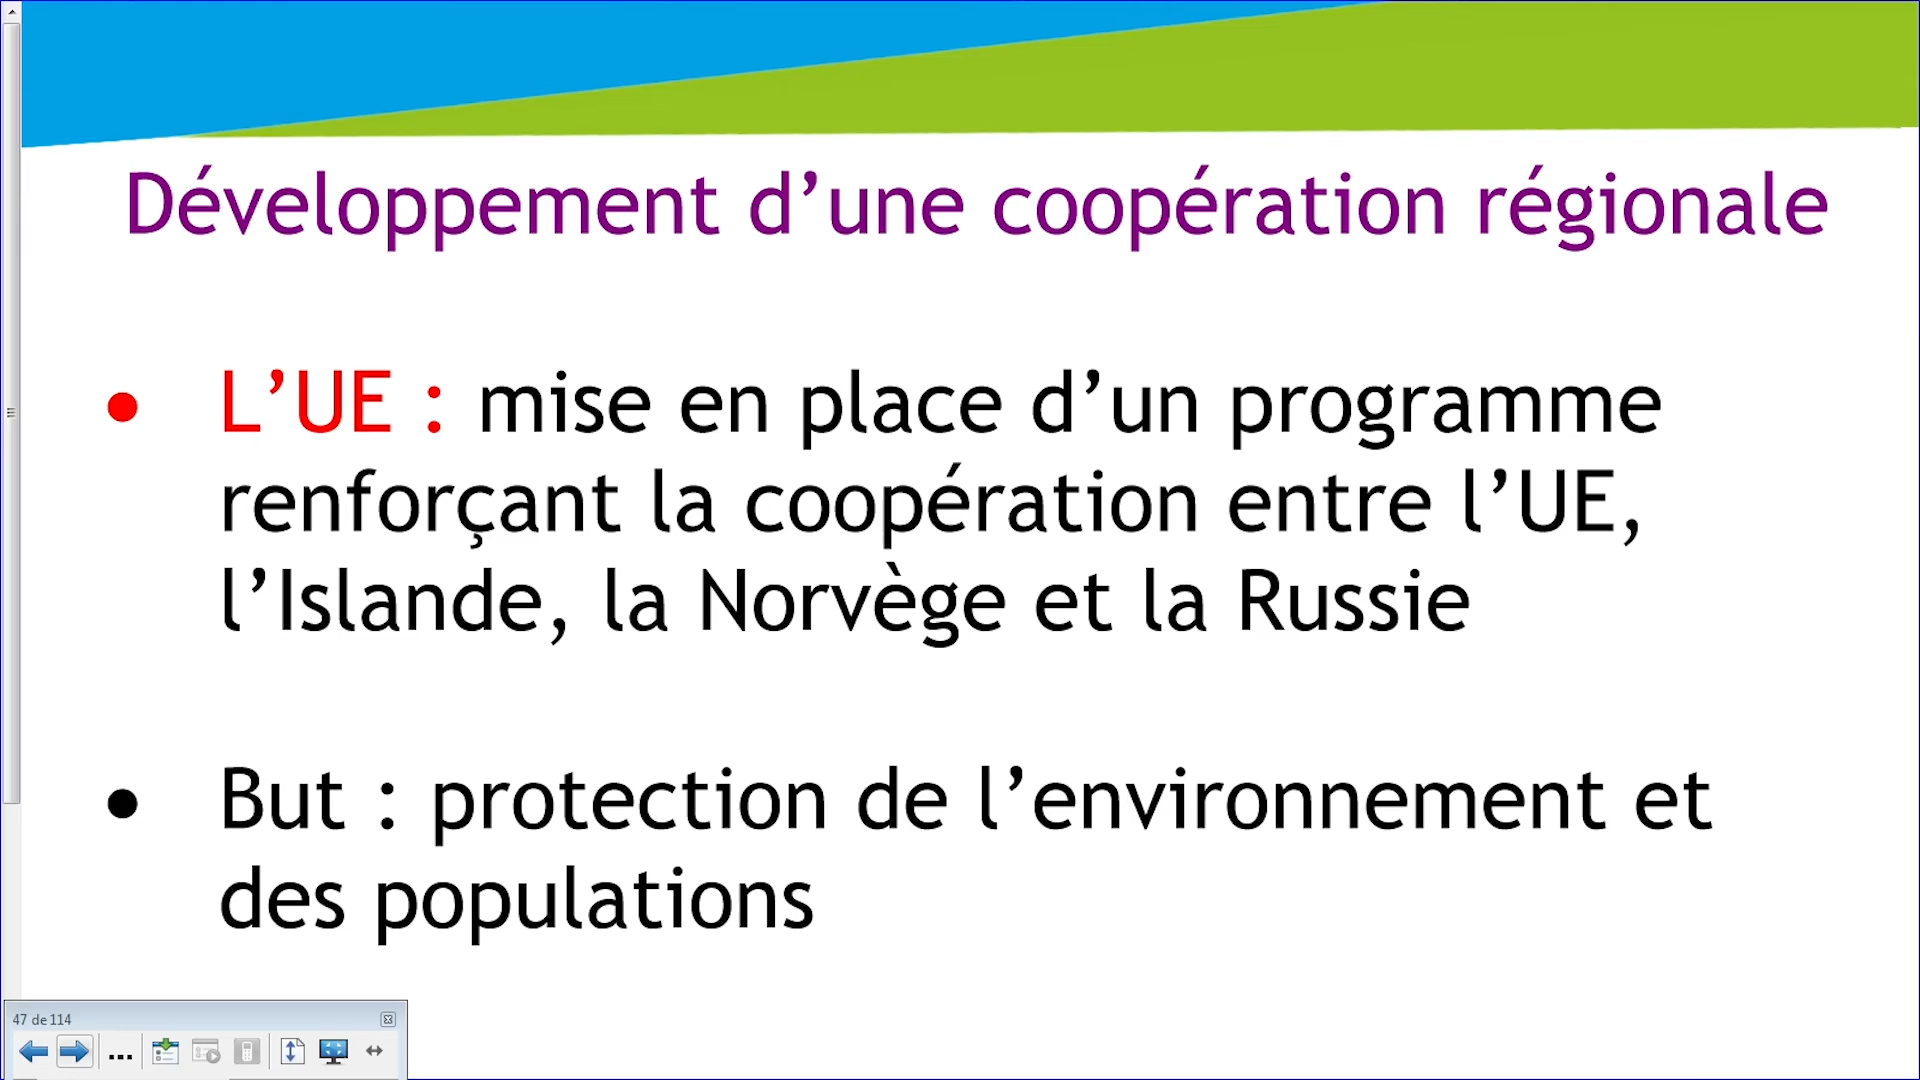 Développement d’une coopération régionale
• L’UE : mise en place d’un programme
renforçant la coopération entre l’UE,
l’Islande, la Norvège et la Russie
• But : protection de l’environnement et
des populations
47 de 114
...